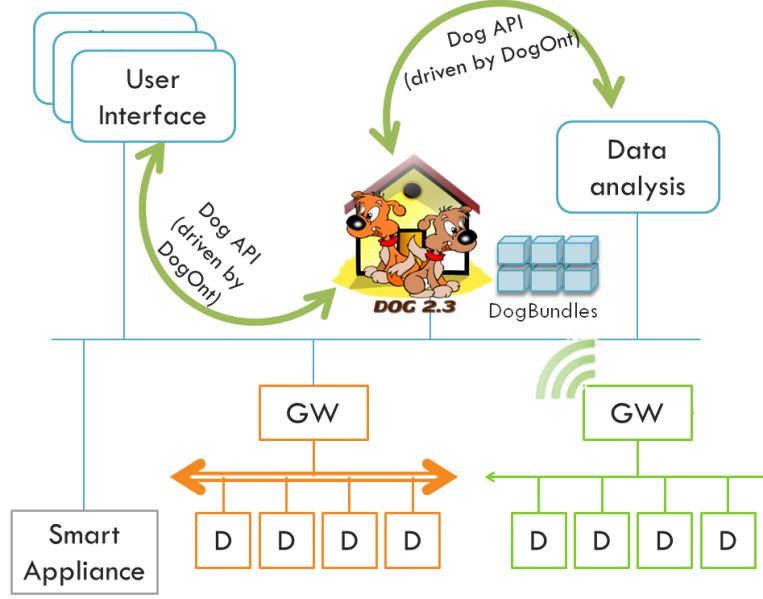 User
Interface
Dog API
(driven by DogOnt)
Data
analysis
Dog API
(driven by
DogOnt)
DOG 2.3
DogBundles
GW
GW
Smart
Appliance
D
D
D
D
D
D
D
D